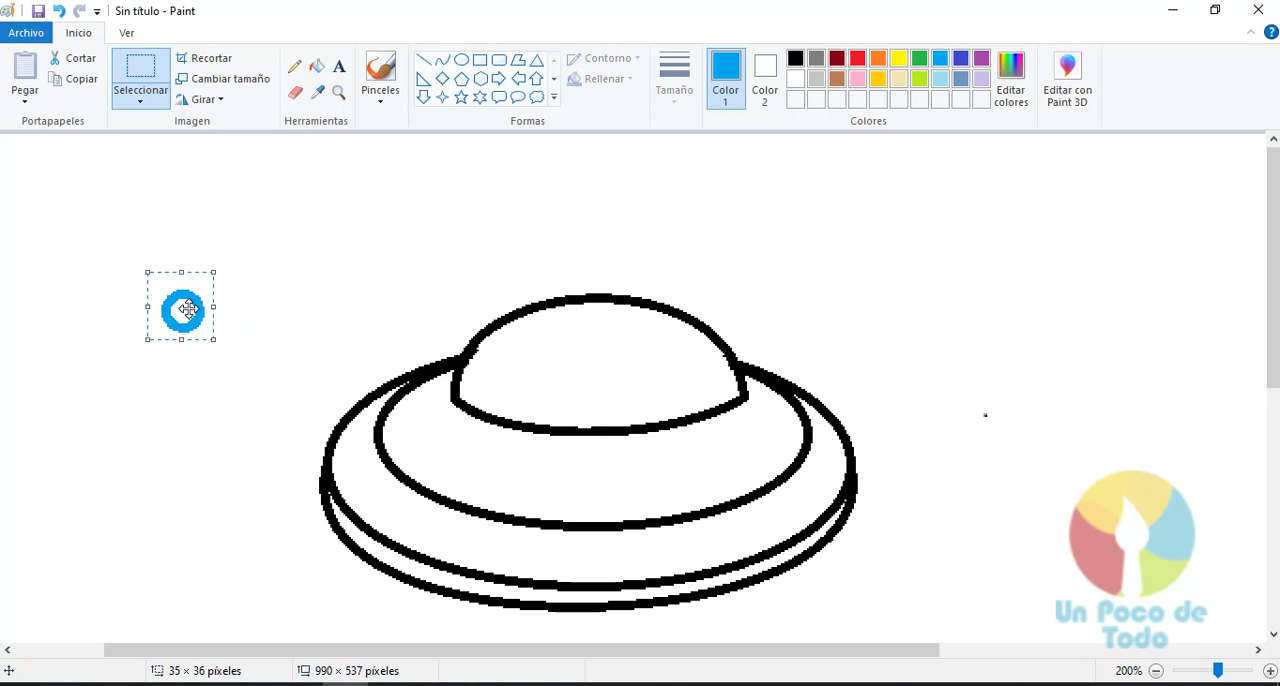 Sin título - Paint
Archivo
Inicio
Ver
Pegar
Cortar
Copiar
Portapapeles
Seleccionar
Recortar
Cambiar tamaño
Girar
Imagen
A
Herramientas
Pinceles
Contorno
Rellenar
Formas
Tamaño
Color
1
Color
2
Editar
colores
Colores
Editar con
Paint 3D
?
Un Poco de
Todo
35 × 36 píxeles
990 × 537 píxeles
200%